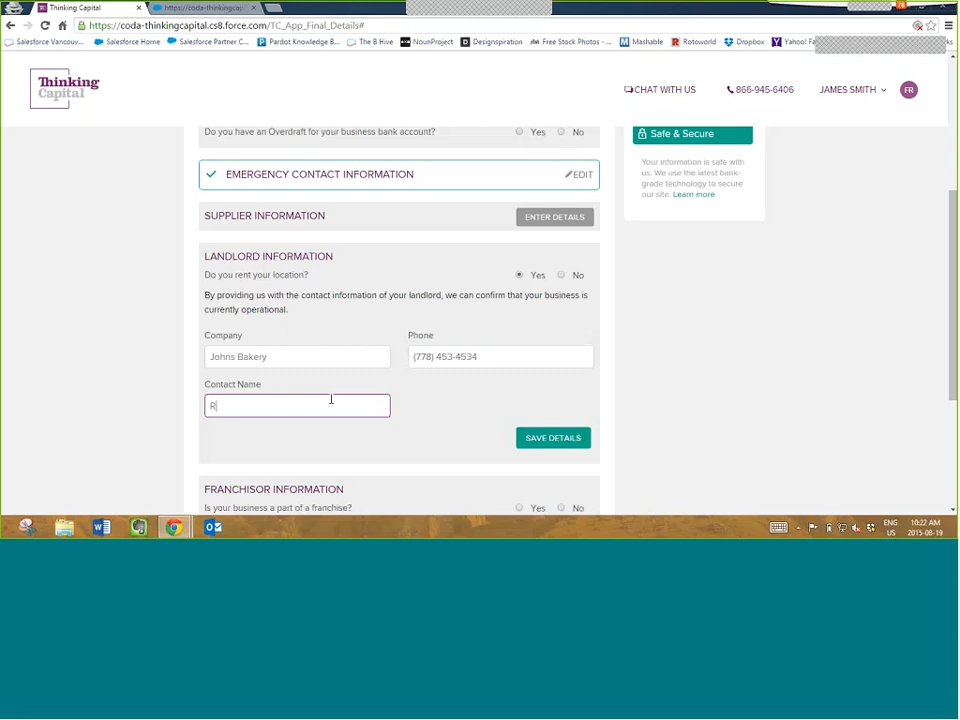 Thinking Capital
https://coda-thinkingcap
78
https://coda-thinkingcapital.cs8.force.com/TC_App_Final_Details#
Salesforce Vancouv... Salesforce Home Salesforce Partner C... Pardot Knowledge B... The B Hive NounProject Designspiration Free Stock Photos - ... Mashable Rotoworld Dropbox Yahoo! Fa
Thinking
Capital
CHAT WITH US 866-945-6406 JAMES SMITH FR
Do you have an Overdraft for your business bank account? Yes No
Safe & Secure
Your information is safe with
us. We use the latest bank-
grade technology to secure
our site. Learn more
EMERGENCY CONTACT INFORMATION EDIT
SUPPLIER INFORMATION ENTER DETAILS
LANDLORD INFORMATION
Do you rent your location? Yes No
By providing us with the contact information of your landlord, we can confirm that your business is
currently operational.
Company Phone
Johns Bakery (778) 453-4534
Contact Name
R
SAVE DETAILS
FRANCHISOR INFORMATION
Is your business a part of a franchise? Yes No
ENG 10:22 AM
US 2015-08-19